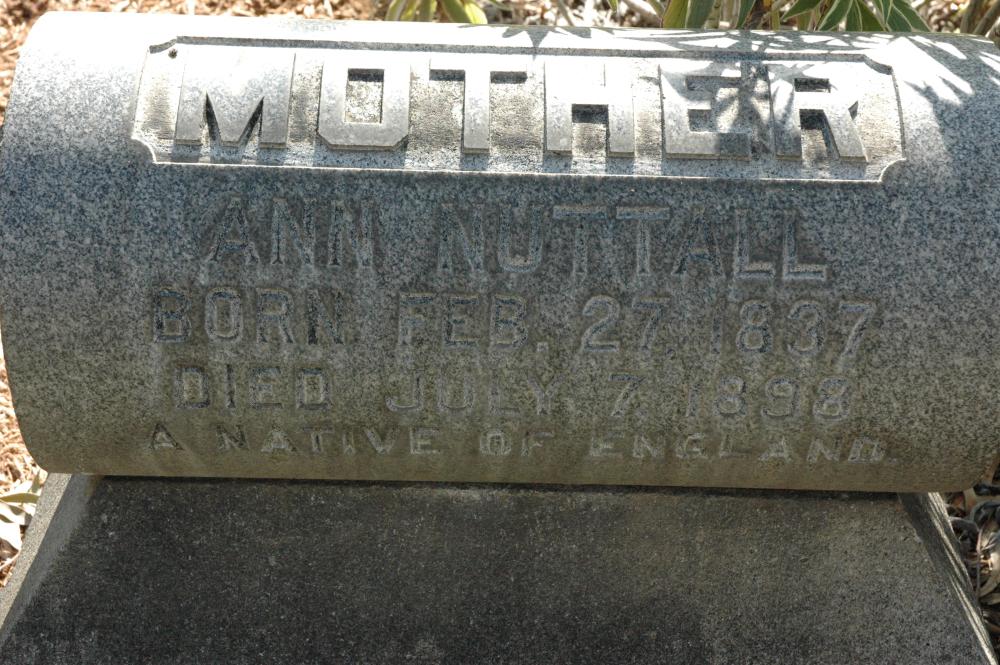 MOTHER
ANN NUTTALL
BORN FEB. 27, 1837
DIED JULY 7, 1898
A NATIVE OF ENGLAND.